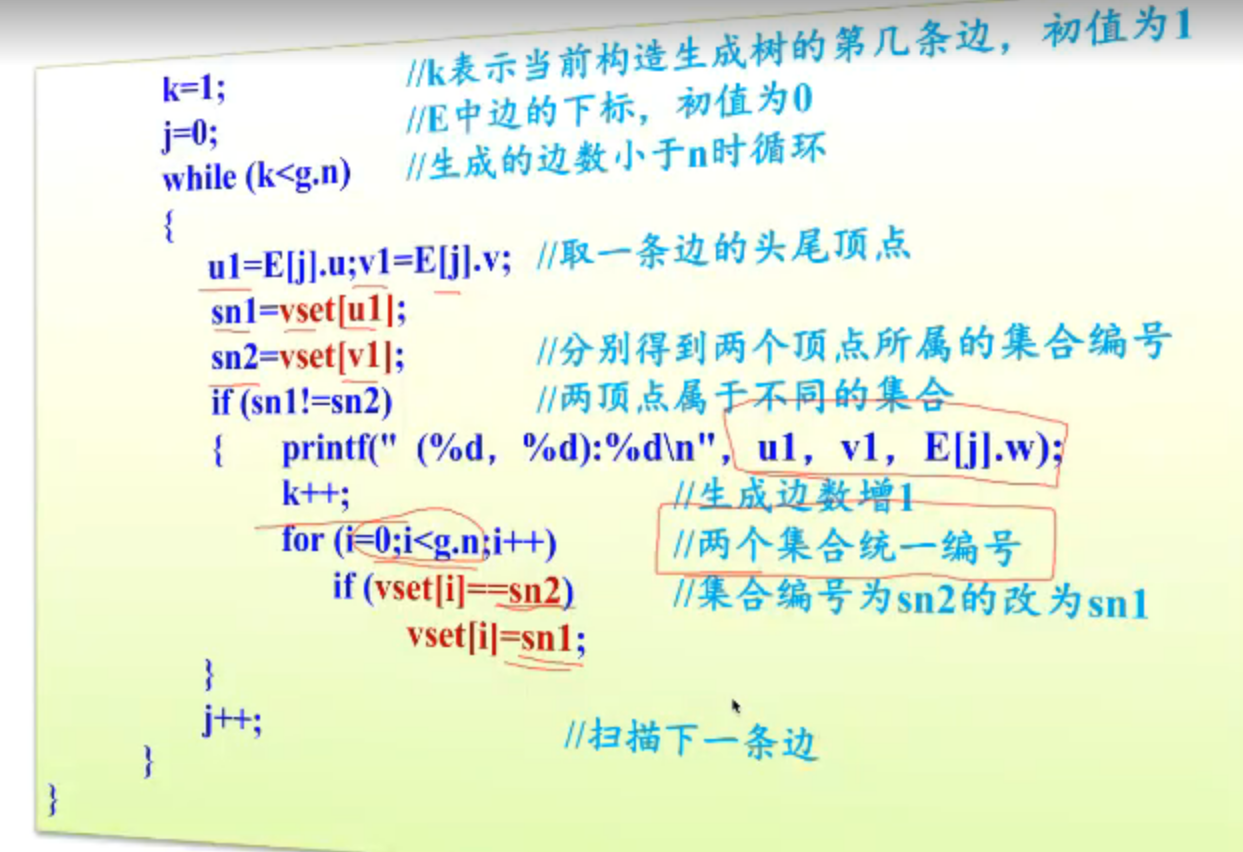 k=1; //k表示当前构造生成树的第几条边，初值为1
j=0; //E中边的下标，初值为0
while (k<g.n) //生成的边数小于n时循环
{
u1=E[j].u;v1=E[j].v; //取一条边的头尾顶点
sn1=vset[u1];
sn2=vset[v1]; //分别得到两个顶点所属的集合编号
if (sn1!=sn2) //两顶点属于不同的集合
{ printf(" (%d, %d):%d\n", u1, v1, E[j].w);
k++; //生成边数增1
for (i=0;i<g.n;i++) //两个集合统一编号
if (vset[i]==sn2) //集合编号为sn2的改为sn1
vset[i]=sn1;
}
j++; //扫描下一条边
}
}